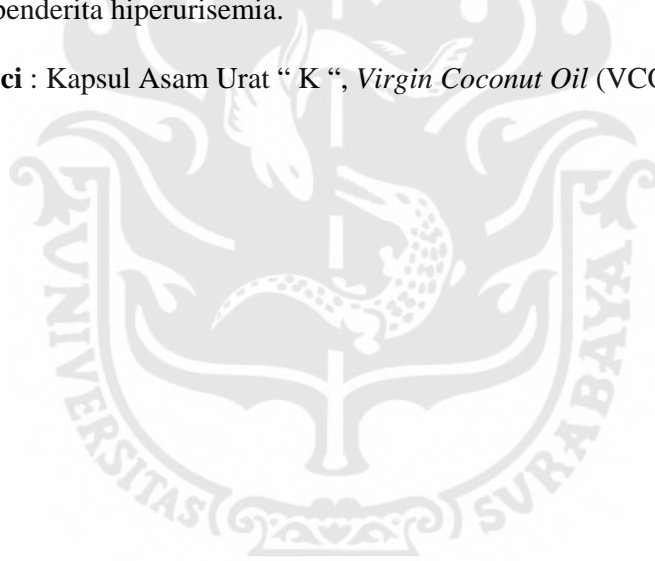 penderita hiperurisemia.
ci : Kapsul Asam Urat “ K “, Virgin Coconut Oil (VCO
UNIVERSITAS SURABAYA